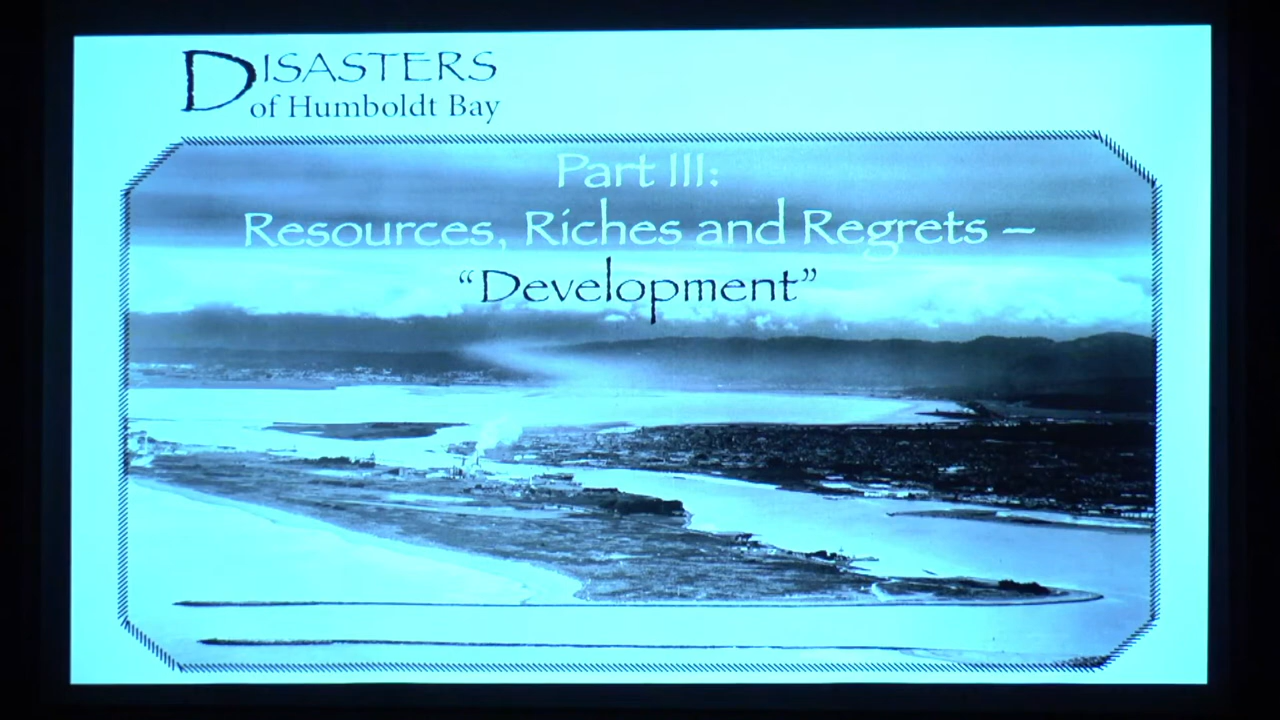 DISASTERS
of Humboldt Bay
Part III:
Resources, Riches and Regrets –
“Development”